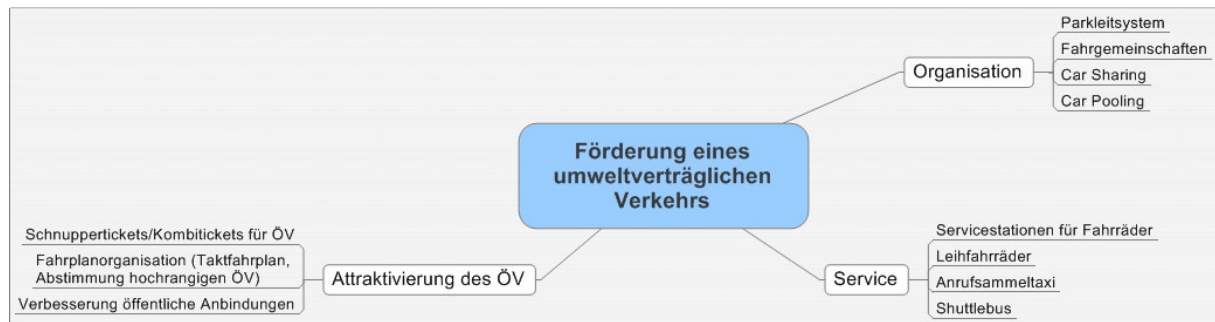 Förderung eines
umweltverträglichen
Verkehrs
Organisation
Parkleitsystem
Fahrgemeinschaften
Car Sharing
Car Pooling
Attraktivierung des ÖV
Schnuppertickets/Kombitickets für ÖV
Fahrplanorganisation (Taktfahrplan,
Abstimmung hochrangigen ÖV)
Verbesserung öffentliche Anbindungen
Service
Servicestationen für Fahrräder
Leihfahrräder
Anrufsammeltaxi
Shuttlebus